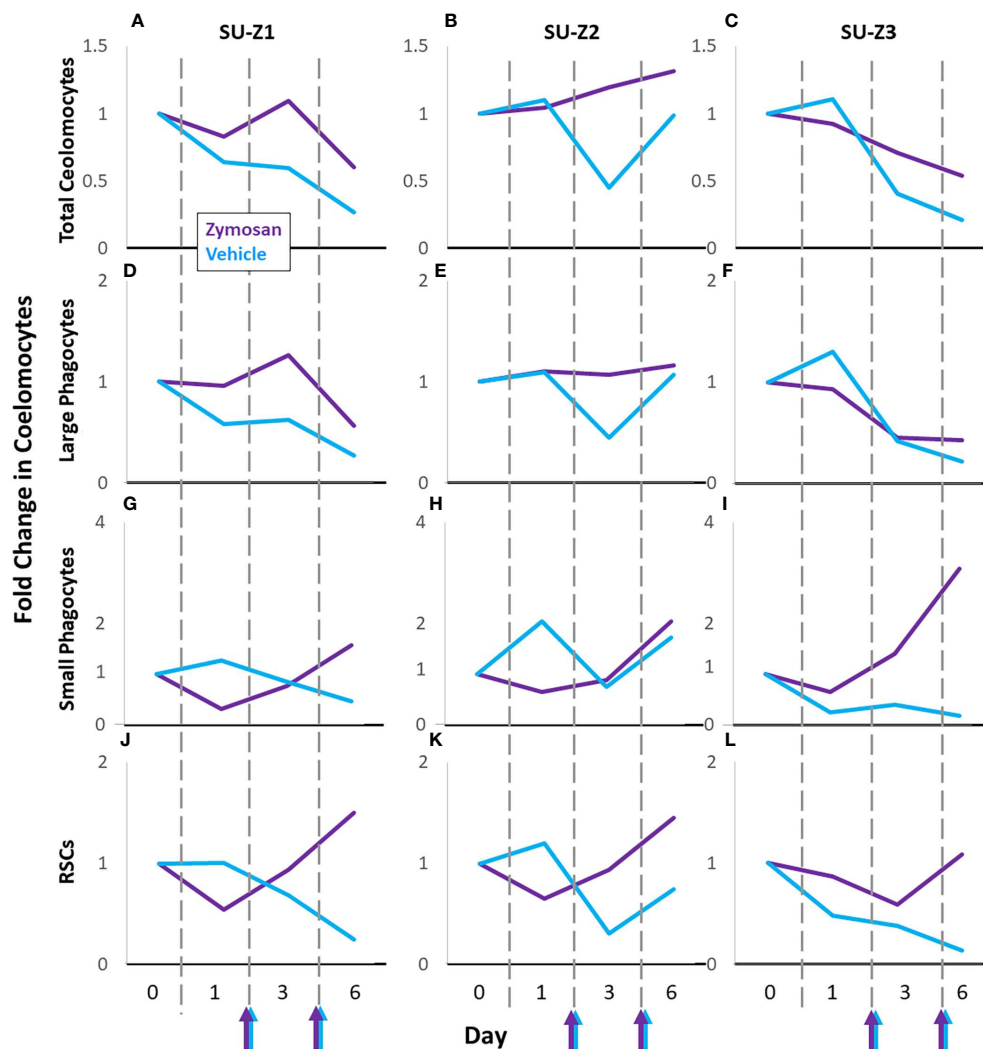 A
B
C
SU-Z1
SU-Z2
SU-Z3
Fold Change in Coelomocytes
Total Ceolomocytes
1.5
1
0.5
0
1.5
1
0.5
0
1.5
1
0.5
0
Zymosan
Vehicle
D
E
F
Large Phagocytes
2
1
0
2
1
0
2
1
0
G
H
I
Small Phagocytes
4
2
1
0
4
2
1
0
4
2
1
0
J
K
L
RSCs
2
1
0
2
1
0
2
1
0
0 1 3 6
0 1 3 6
0 1 3 6
Day